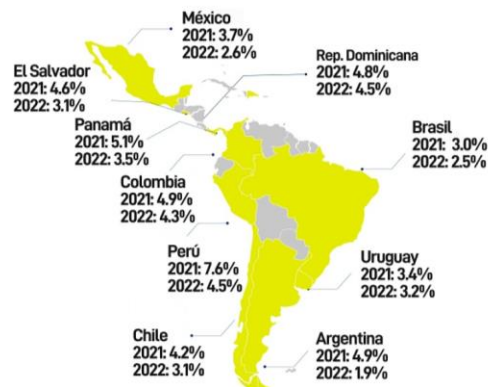 México
2021: 3.7%
2022: 2.6%
Rep. Dominicana
2021: 4.8%
2022: 4.5%
El Salvador
2021: 4.6%
2022: 3.1%
Panamá
2021: 5.1%
2022: 3.5%
Brasil
2021: 3.0%
2022: 2.5%
Colombia
2021: 4.9%
2022: 4.3%
Perú
2021: 7.6%
2022: 4.5%
Uruguay
2021: 3.4%
2022: 3.2%
Chile
2021: 4.2%
2022: 3.1%
Argentina
2021: 4.9%
2022: 1.9%